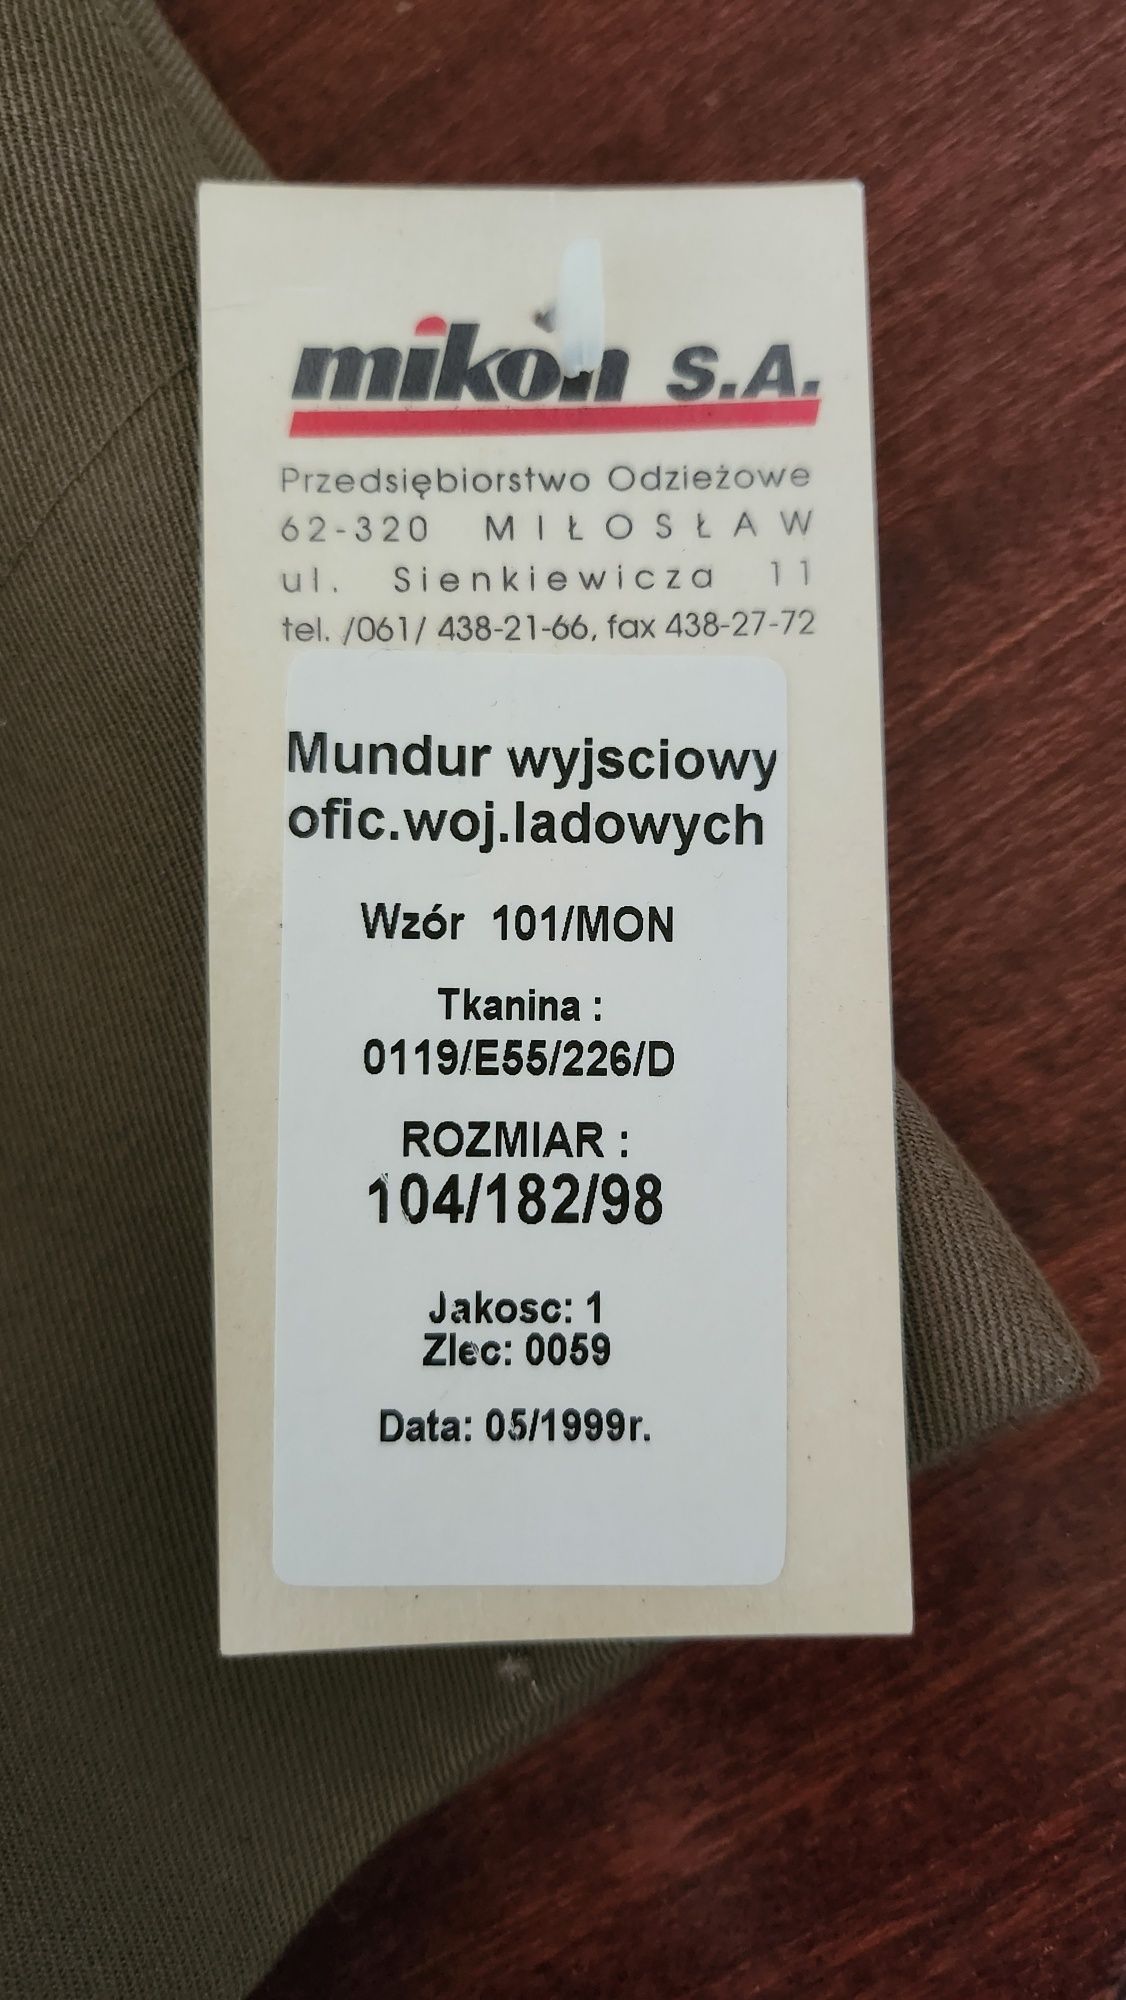 mikon S.A.
Przedsiębiorstwo Odzieżowe
62-320 MIŁOSŁAW
ul. Sienkiewicza 11
tel. /061/ 438-21-66, fax 438-27-72
Mundur wyjsciowy
ofic.woj.ladowych
Wzór 101/MON
Tkanina :
0119/E55/226/D
ROZMIAR :
104/182/98
Jakosc: 1
Zlec: 0059
Data: 05/1999r.